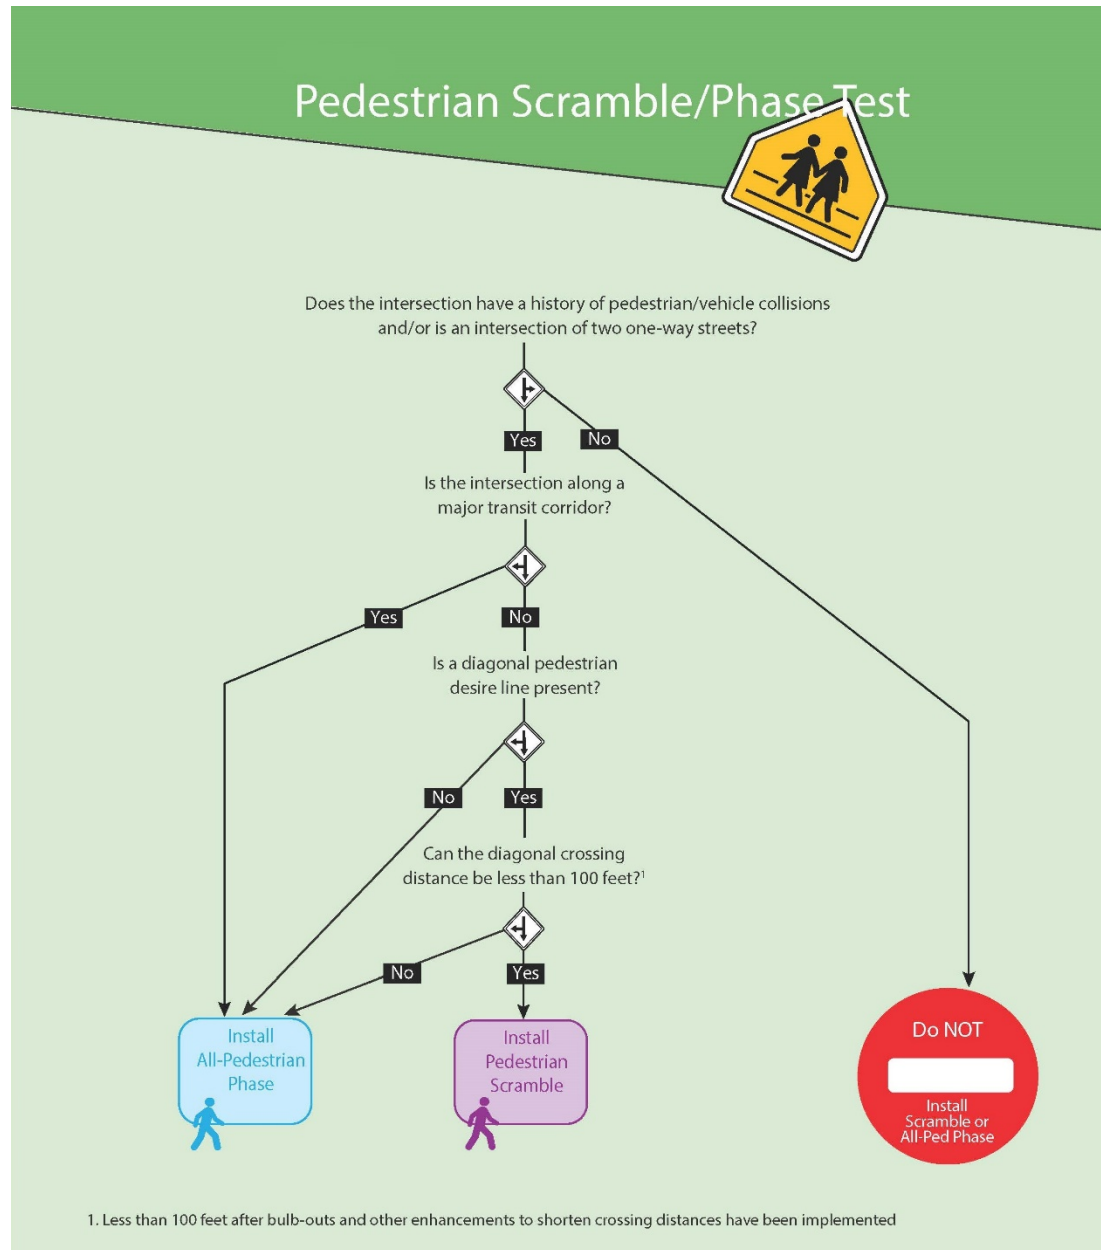 Pedestrian Scramble/Phase Test
Does the intersection have a history of pedestrian/vehicle collisions
and/or is an intersection of two one-way streets?
Yes
No
Is the intersection along a
major transit corridor?
Yes
No
Is a diagonal pedestrian
desire line present?
No
Yes
Can the diagonal crossing
distance be less than 100 feet?¹
No
Yes
Install
All-Pedestrian
Phase
Install
Pedestrian
Scramble
Do NOT
Install
Scramble or
All-Ped Phase
1. Less than 100 feet after bulb-outs and other enhancements to shorten crossing distances have been implemented